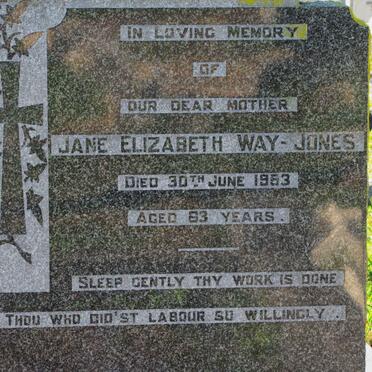 IN LOVING MEMORY
OF
OUR DEAR MOTHER
JANE ELIZABETH WAY-JONES
DIED 30TH JUNE 1963
AGED 83 YEARS.
SLEEP GENTLY THY WORK IS DONE
THOU WHO DID'ST LABOUR SO WILLINGLY.